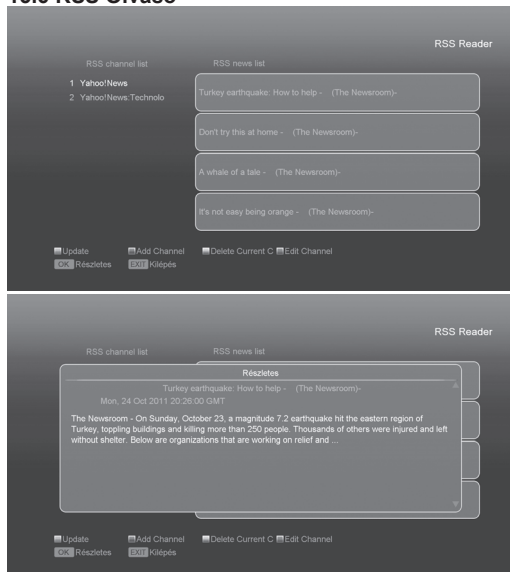 RSS Reader
RSS channel list RSS news list
1 Yahoo!News
2 Yahoo!News:Technolo
Turkey earthquake: How to help - (The Newsroom)-
Don't try this at home - (The Newsroom)-
A whale of a tale - (The Newsroom)-
It's not easy being orange - (The Newsroom)-
Update Add Channel Delete Current C Edit Channel
OK Részletes EXIT Kilépés
RSS Reader
RSS channel list RSS news list
Részletes
Turkey earthquake: How to help - (The Newsroom)-
Mon, 24 Oct 2011 20:26:00 GMT
The Newsroom - On Sunday, October 23, a magnitude 7.2 earthquake hit the eastern region of
Turkey, toppling buildings and killing more than 250 people. Thousands of others were injured and left
without shelter. Below are organizations that are working on relief and ...
Update Add Channel Delete Current C Edit Channel
OK Részletes EXIT Kilépés